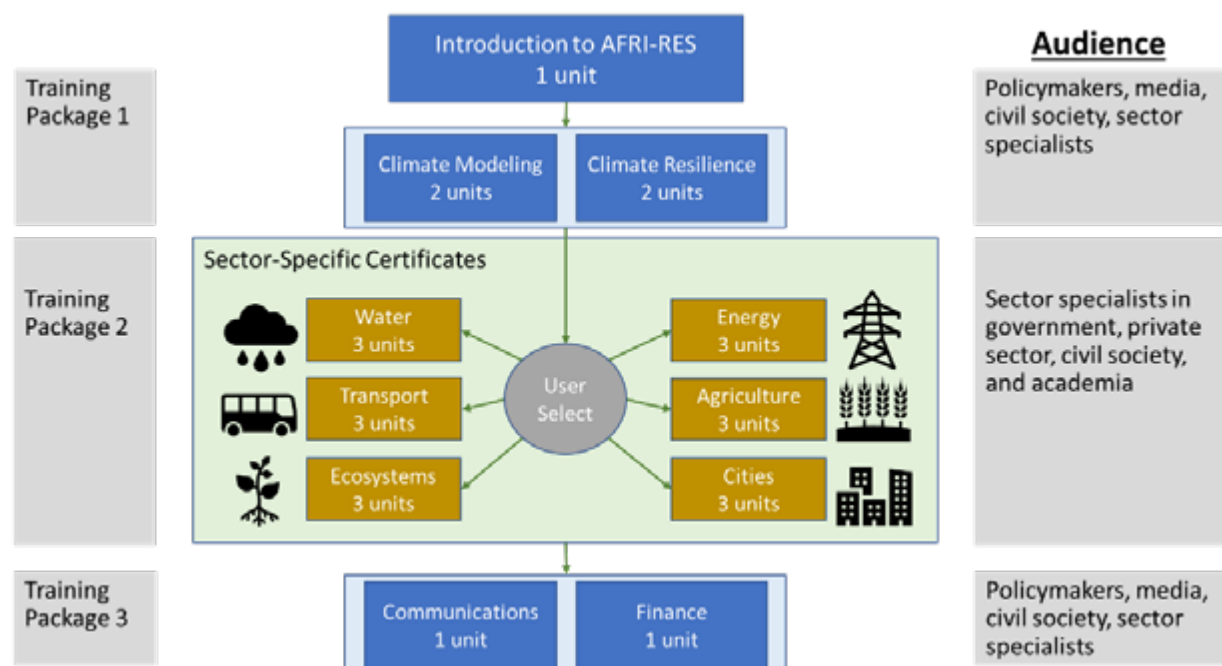 Introduction to AFRI-RES
1 unit
Audience
Training
Package 1
Policymakers, media,
civil society, sector
specialists
Climate Modeling
2 units
Climate Resilience
2 units
Sector-Specific Certificates
Training
Package 2
Water
3 units
Energy
3 units
Sector specialists in
government, private
sector, civil society,
and academia
Transport
3 units
User
Select
Agriculture
3 units
Ecosystems
3 units
Cities
3 units
Training
Package 3
Communications
1 unit
Finance
1 unit
Policymakers, media,
civil society, sector
specialists